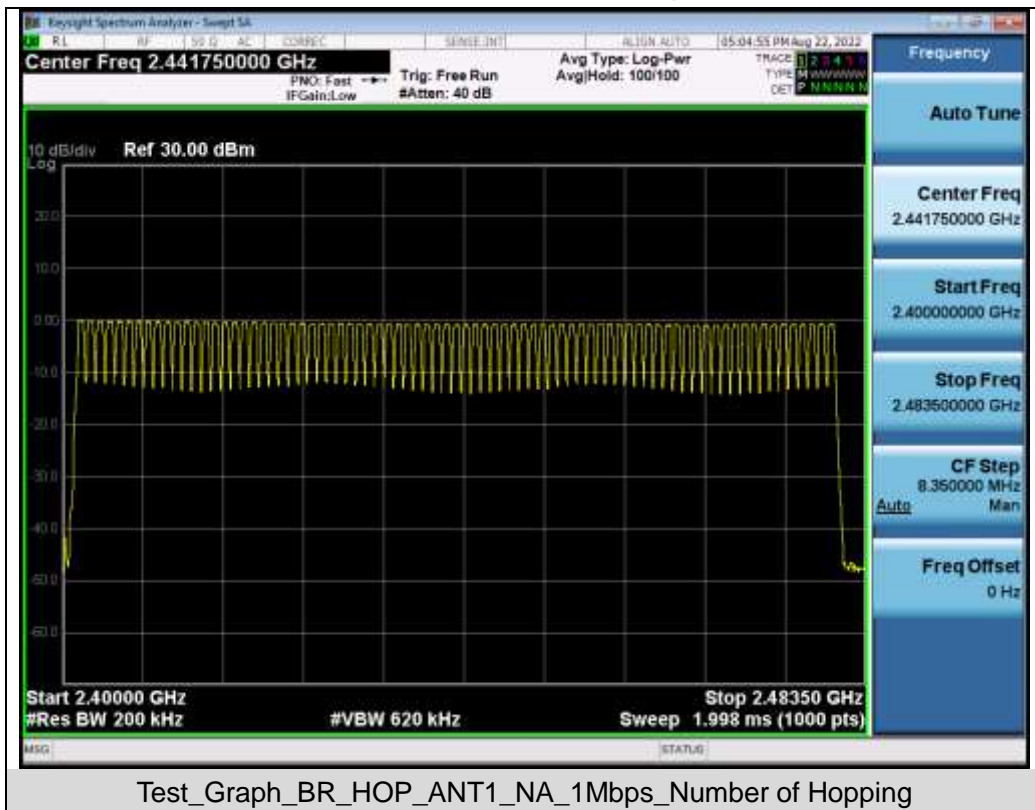 Keysight Spectrum Analyzer - Swept SA
RL RF 50 Ω AC CORREC SENSE:INT ALIGN AUTO 05:04:55 PM Aug 22, 2022
Center Freq 2.441750000 GHz
PNO: Fast
IFGain:Low
Trig: Free Run
#Atten: 40 dB
Avg Type: Log-Pwr
Avg|Hold: 100/100
TRACE 1 2 3 4 5 6
TYPE M WWWWW
DET P N N N N N
Frequency
Auto Tune
Center Freq
2.441750000 GHz
Start Freq
2.400000000 GHz
Stop Freq
2.483500000 GHz
CF Step
8.350000 MHz
Auto Man
Freq Offset
0 Hz
10 dB/div Ref 30.00 dBm
Log
20.0
10.0
0.00
-10.0
-20.0
-30.0
-40.0
-50.0
-60.0
Start 2.40000 GHz Stop 2.48350 GHz
#Res BW 200 kHz #VBW 620 kHz Sweep 1.998 ms (1000 pts)
MSG STATUS
Test_Graph_BR_HOP_ANT1_NA_1Mbps_Number of Hopping